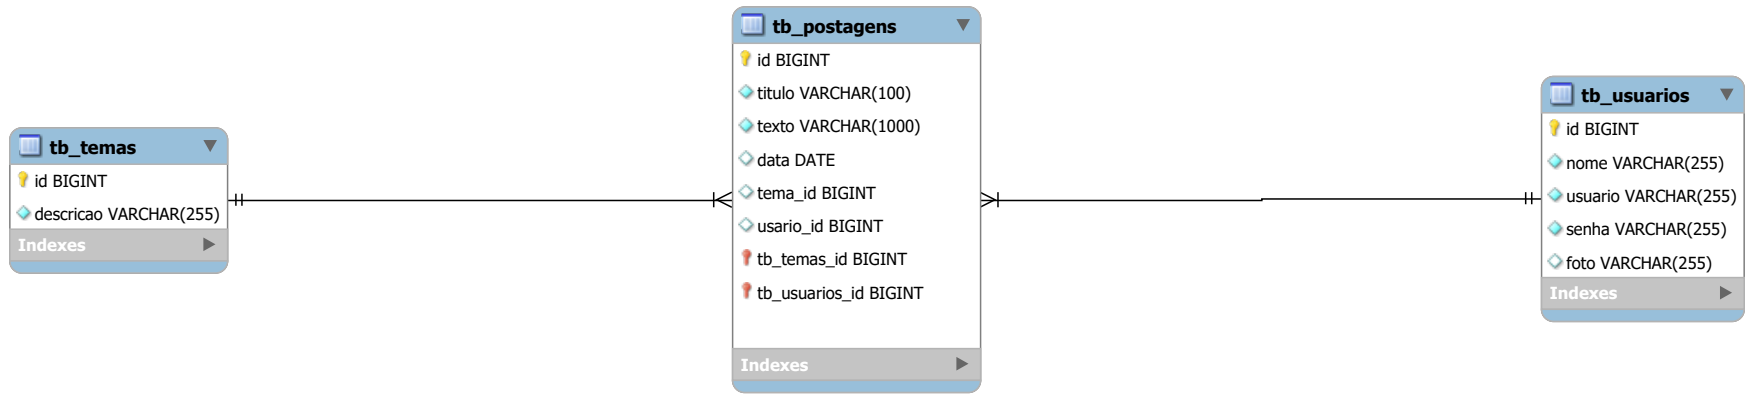 tb_temas
id BIGINT
descricao VARCHAR(255)
Indexes
tb_postagens
id BIGINT
titulo VARCHAR(100)
texto VARCHAR(1000)
data DATE
tema_id BIGINT
usario_id BIGINT
tb_temas_id BIGINT
tb_usuarios_id BIGINT
Indexes
tb_usuarios
id BIGINT
nome VARCHAR(255)
usuario VARCHAR(255)
senha VARCHAR(255)
foto VARCHAR(255)
Indexes